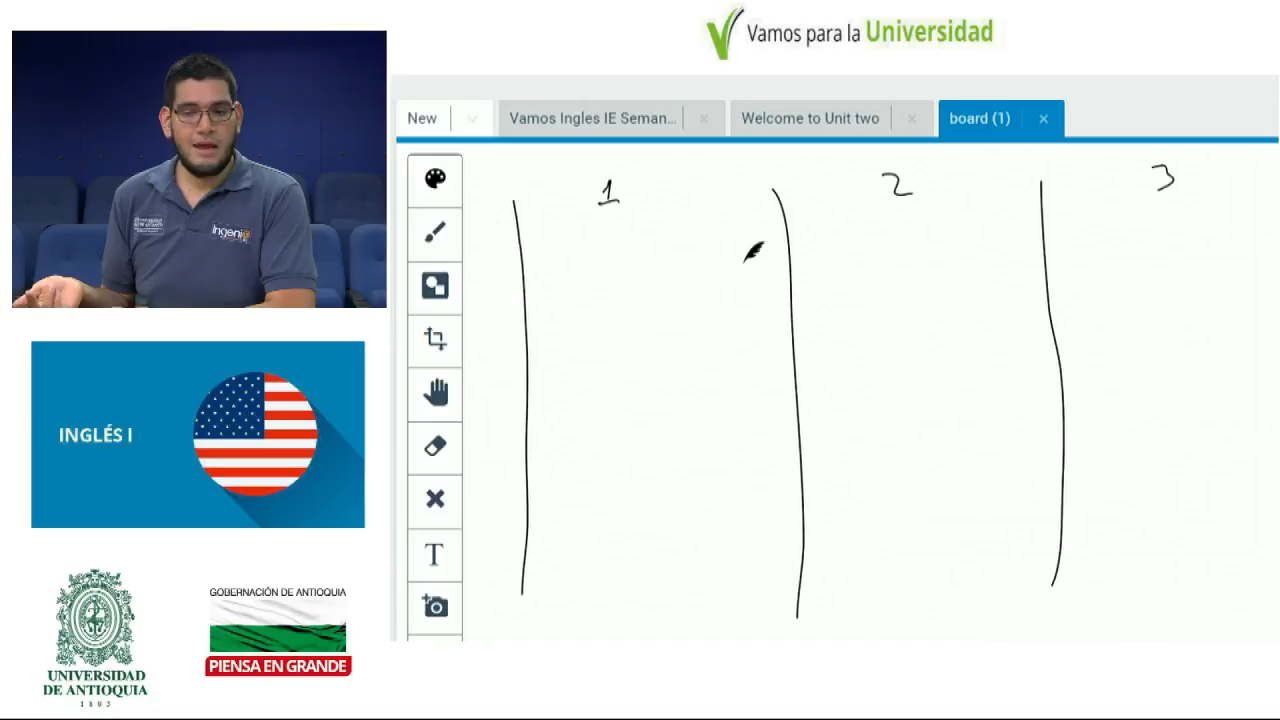 Vamos para la Universidad
New
Vamos Ingles IE Seman...
Welcome to Unit two
board (1)
1
2
3
T
Ingenio
INGLÉS I
UNIVERSIDAD
DE ANTIOQUIA
1803
GOBERNACIÓN DE ANTIOQUIA
PIENSA EN GRANDE